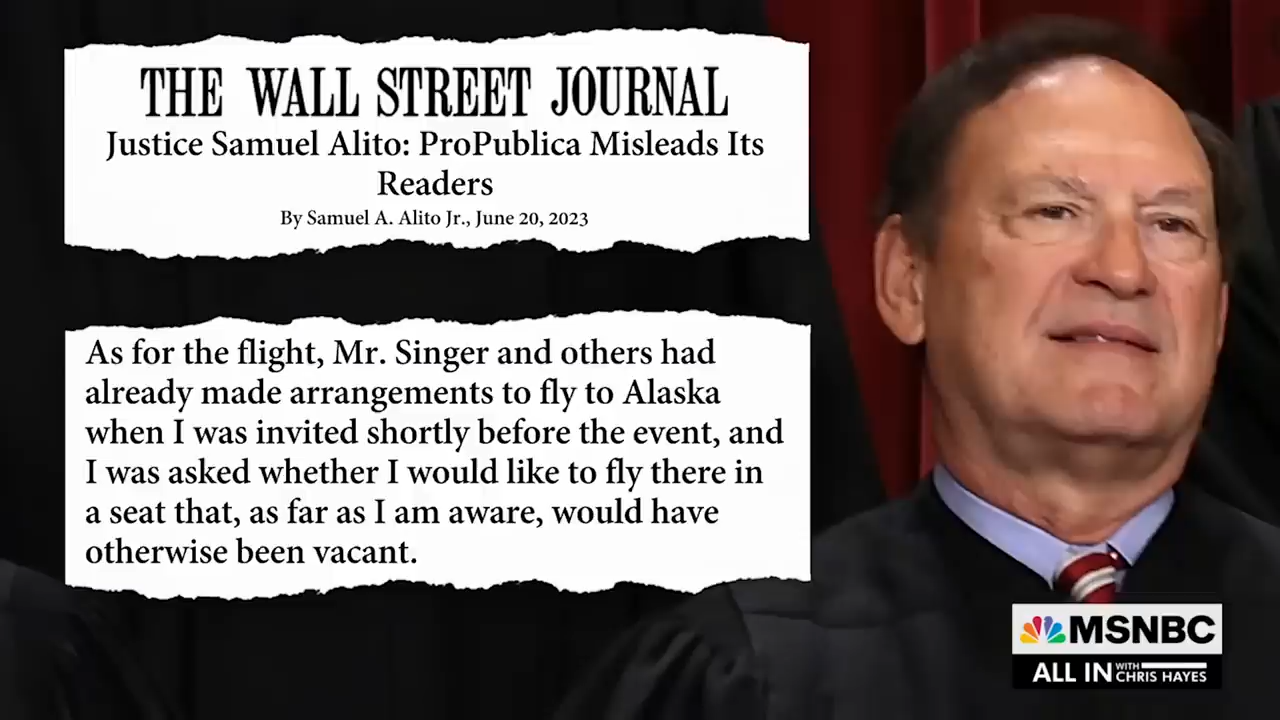 THE WALL STREET JOURNAL
Justice Samuel Alito: ProPublica Misleads Its
Readers
By Samuel A. Alito Jr., June 20, 2023
As for the flight, Mr. Singer and others had
already made arrangements to fly to Alaska
when I was invited shortly before the event, and
I was asked whether I would like to fly there in
a seat that, as far as I am aware, would have
otherwise been vacant.
MSNBC
ALL IN WITH CHRIS HAYES